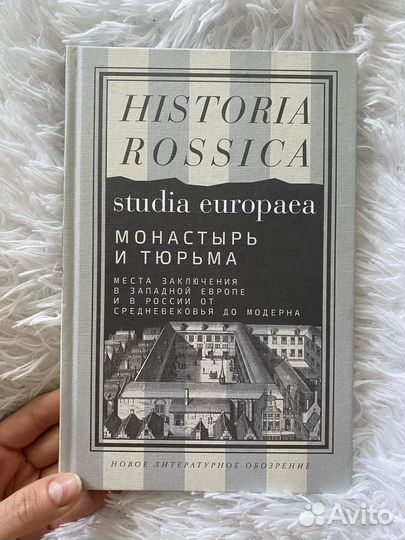 HISTORIA
ROSSICA
studia europaea
МОНАСТЫРЬ
И ТЮРЬМА
МЕСТА ЗАКЛЮЧЕНИЯ
В ЗАПАДНОЙ ЕВРОПЕ
И В РОССИИ ОТ
СРЕДНЕВЕКОВЬЯ ДО МОДЕРНА
НОВОЕ ЛИТЕРАТУРНОЕ ОБОЗРЕНИЕ
Avito